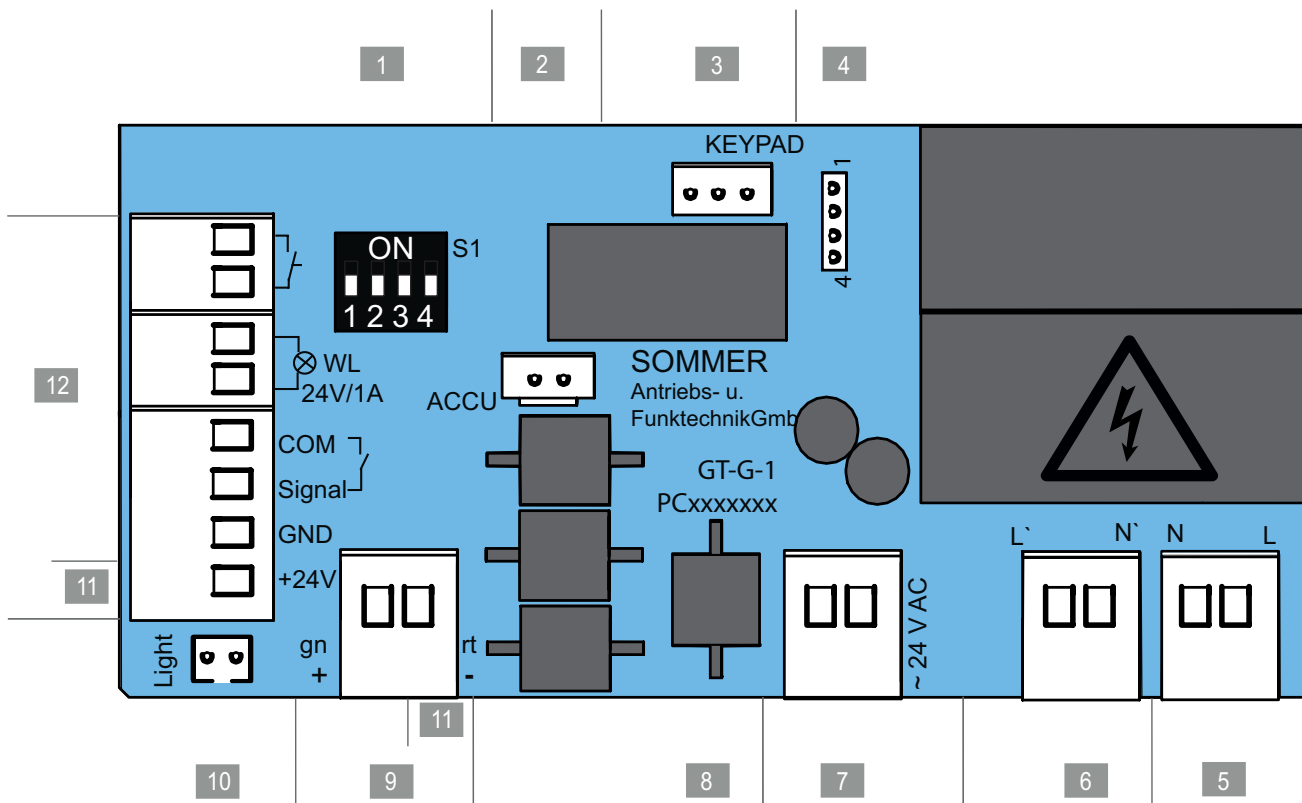 1
2
3
4
KEYPAD
1
4
ON
S1
1 2 3 4
WL
24V/1A
12
ACCU
SOMMER
Antriebs- u.
FunktechnikGmb
COM
Signal
GND
+24V
11
GT-G-1
PCxxxxxxx
L` N` N L
Light
gn
+
rt
-
~ 24 V AC
11
10
9
8
7
6
5